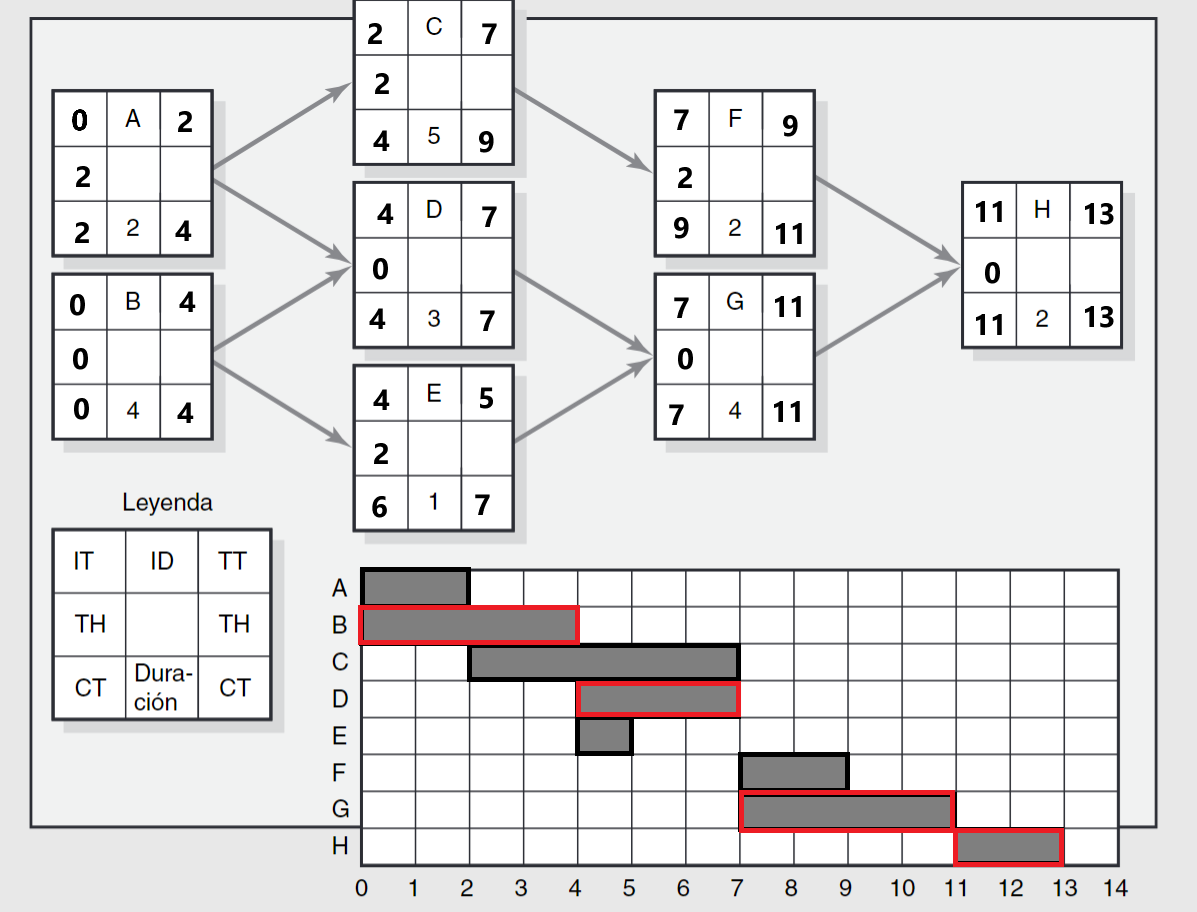 2 C 7
2
4 5 9
0 A 2
2
2 2 4
7 F 9
2
9 2 11
4 D 7
0
4 3 7
11 H 13
0
11 2 13
0 B 4
0
0 4 4
7 G 11
0
7 4 11
4 E 5
2
6 1 7
Leyenda
IT ID TT
TH TH
CT Dura-
ción CT
A
B
C
D
E
F
G
H
0 1 2 3 4 5 6 7 8 9 10 11 12 13 14